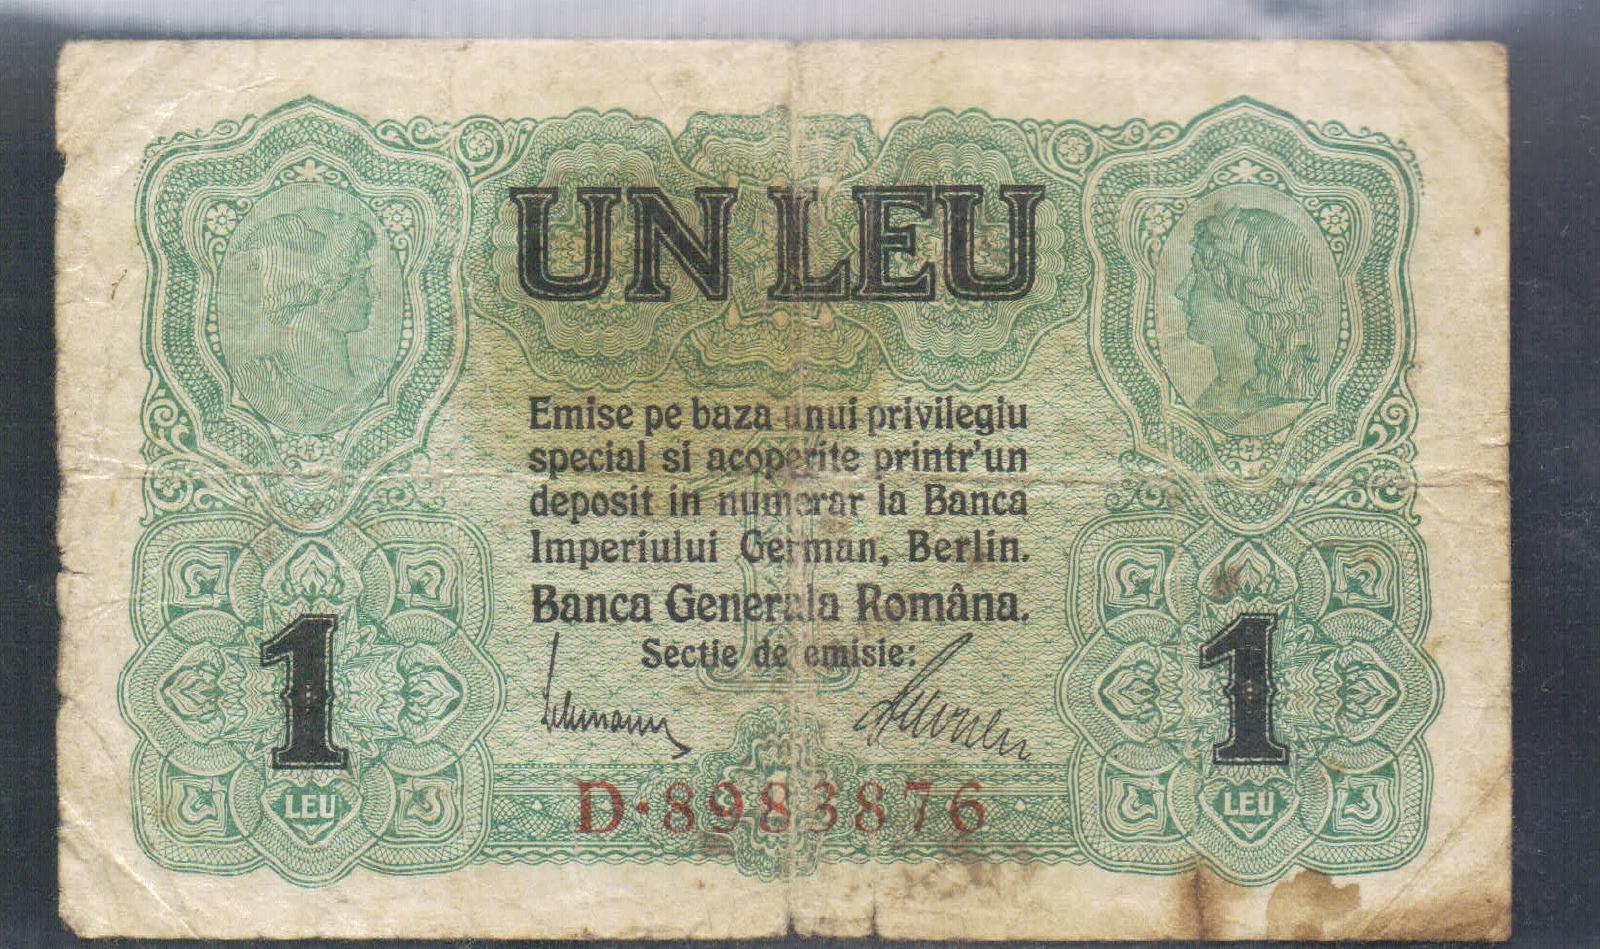 UN LEU
Emise pe baza unui privilegiu
special si acoperite printr'un
deposit in numerar la Banca
Imperiului German, Berlin.
Banca Generala Româna.
Sectie de emisie:
1
1
LEU
LEU
D·8983876